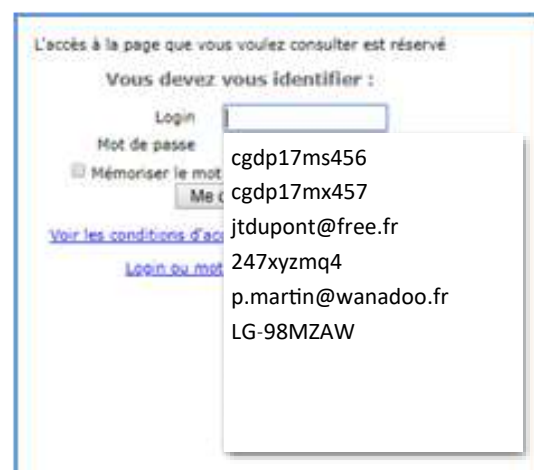 L'accès à la page que vous voulez consulter est réservé
Vous devez vous identifier :
Login
Mot de passe
Mémoriser le mot
Me
Voir les conditions d'acc
Login ou mot
cgdp17ms456
cgdp17mx457
jtdupont@free.fr
247xyzmq4
p.martin@wanadoo.fr
LG-98MZAW